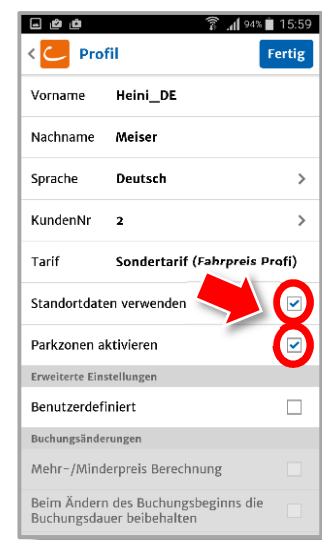 94% 15:59
Profil Fertig
Vorname Heini_DE
Nachname Meiser
Sprache Deutsch
KundenNr 2
Tarif Sondertarif (Fahrpreis Profi)
Standortdaten verwenden
Parkzonen aktivieren
Erweiterte Einstellungen
Benutzerdefiniert
Buchungsänderungen
Mehr-/Minderpreis Berechnung
Beim Ändern des Buchungsbeginns die
Buchungsdauer beibehalten